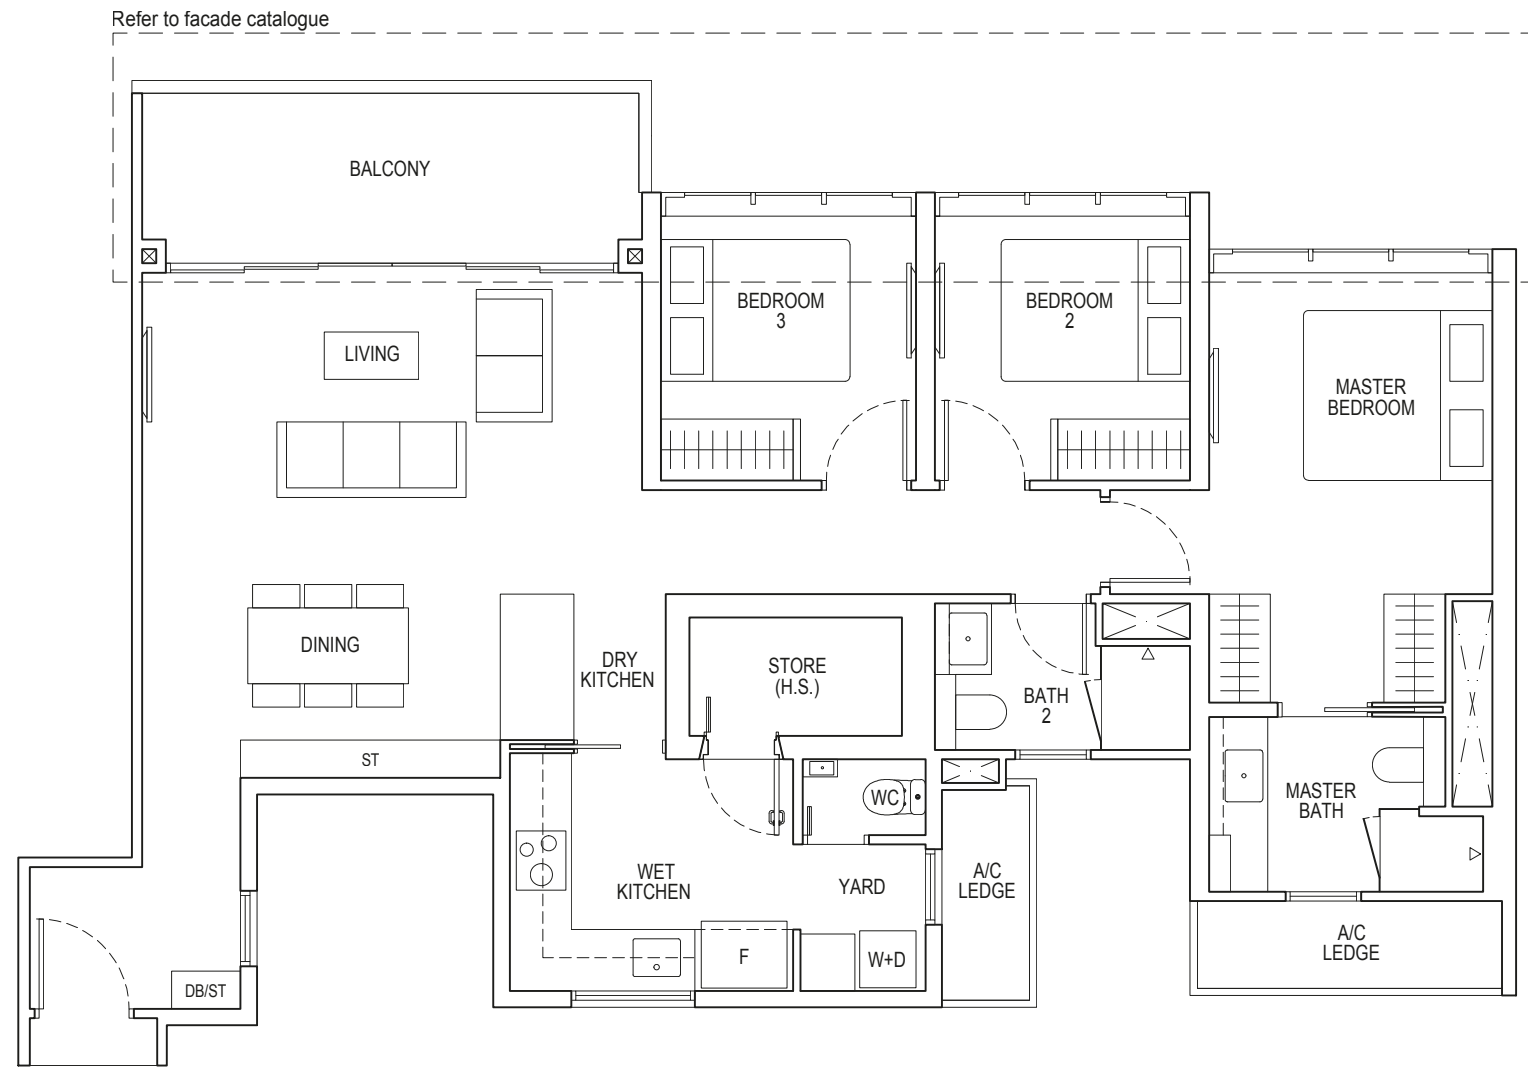 Refer to facade catalogue
BALCONY
BEDROOM
3
BEDROOM
2
LIVING
MASTER
BEDROOM
DINING
DRY
KITCHEN
STORE
(H.S.)
BATH
2
ST
WC
MASTER
BATH
WET
KITCHEN
YARD
A/C
LEDGE
F
W+D
A/C
LEDGE
DB/ST